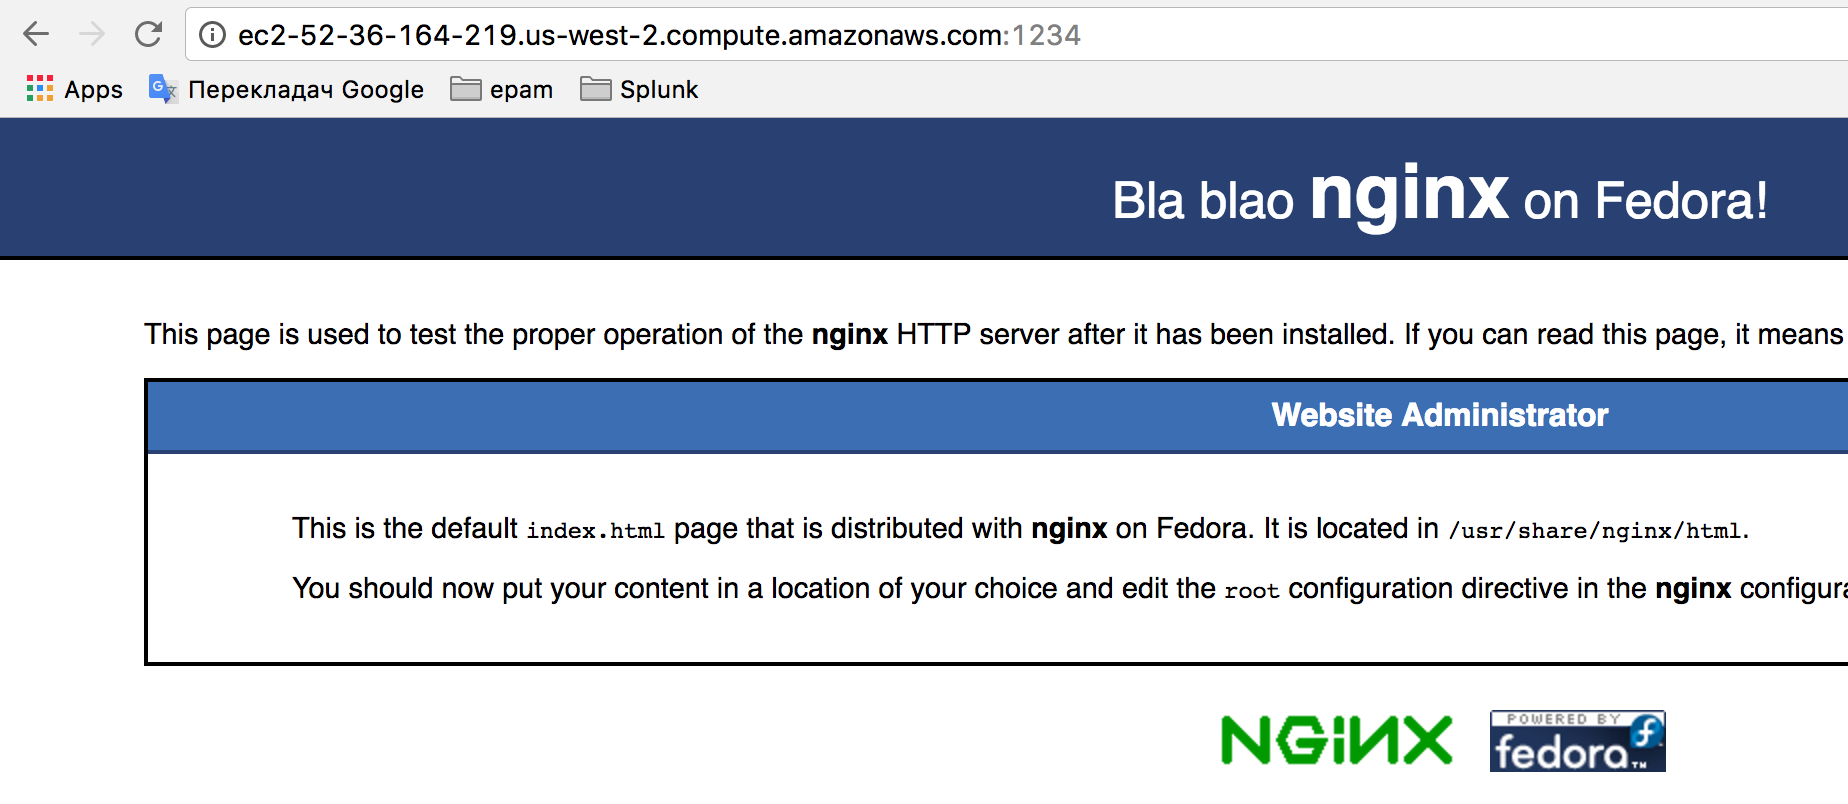 ec2-52-36-164-219.us-west-2.compute.amazonaws.com:1234
Apps Перекладач Google epam Splunk
Bla blao nginx on Fedora!
This page is used to test the proper operation of the nginx HTTP server after it has been installed. If you can read this page, it means
Website Administrator
This is the default index.html page that is distributed with nginx on Fedora. It is located in /usr/share/nginx/html.
You should now put your content in a location of your choice and edit the root configuration directive in the nginx configura
NGINX POWERED BY
fedora™